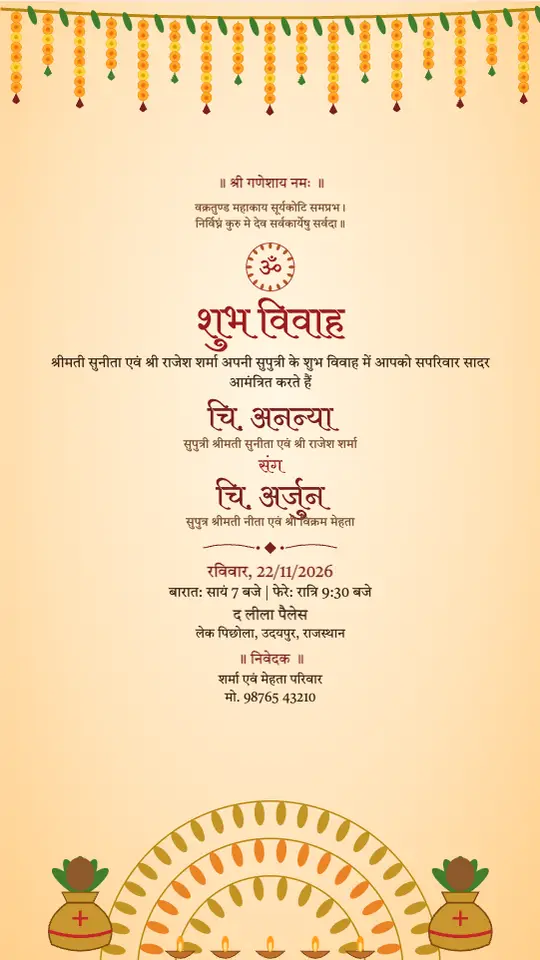 ॥ श्री गणेशाय नमः ॥
वक्रतुण्ड महाकाय सूर्यकोटि समप्रभ।
निर्विघ्नं कुरु मे देव सर्वकार्येषु सर्वदा॥
ॐ
शुभ विवाह
श्रीमती सुनीता एवं श्री राजेश शर्मा अपनी सुपुत्री के शुभ विवाह में आपको सपरिवार सादर
आमंत्रित करते हैं
चि. अनन्या
सुपुत्री श्रीमती सुनीता एवं श्री राजेश शर्मा
संग
चि. अर्जुन
सुपुत्र श्रीमती नीता एवं श्री विक्रम मेहता
रविवार, 22/11/2026
बारात: सायं 7 बजे | फेरे: रात्रि 9:30 बजे
द लीला पैलेस
लेक पिछोला, उदयपुर, राजस्थान
॥ निवेदक ॥
शर्मा एवं मेहता परिवार
मो. 98765 43210